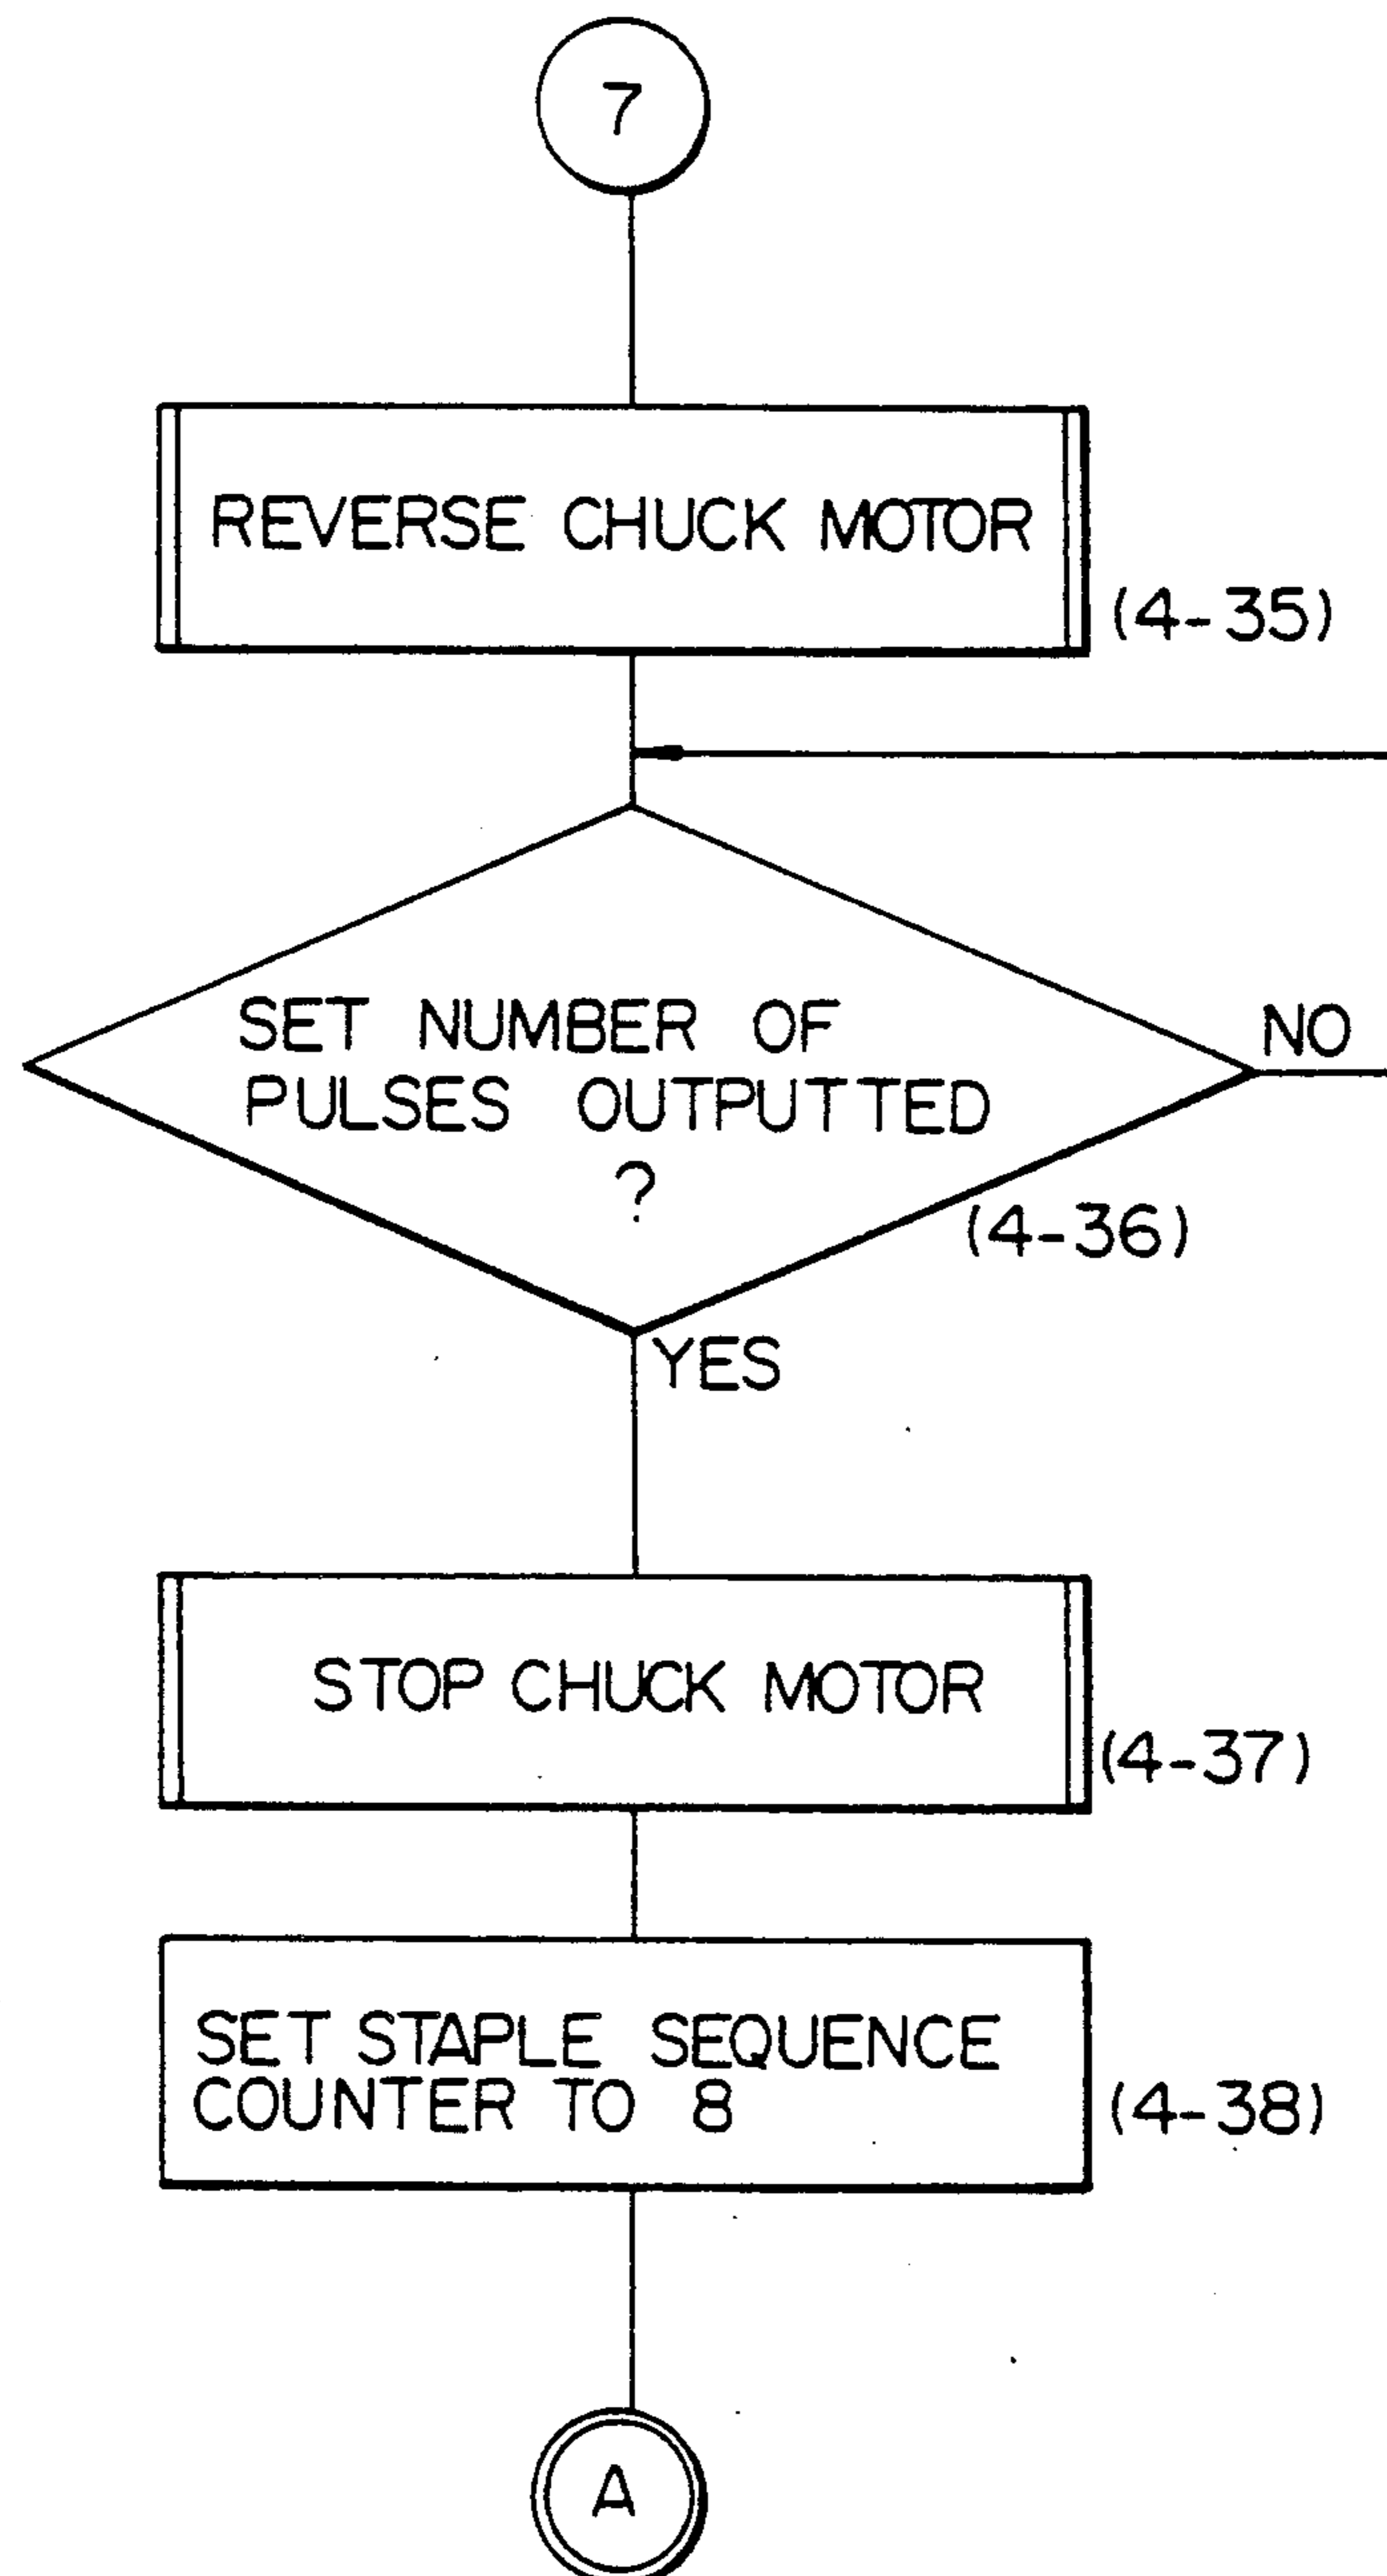 7
REVERSE CHUCK MOTOR
(4-35)
SET NUMBER OF
PULSES OUTPUTTED
?
NO
(4-36)
YES
STOP CHUCK MOTOR
(4-37)
SET STAPLE SEQUENCE
COUNTER TO 8
(4-38)
A